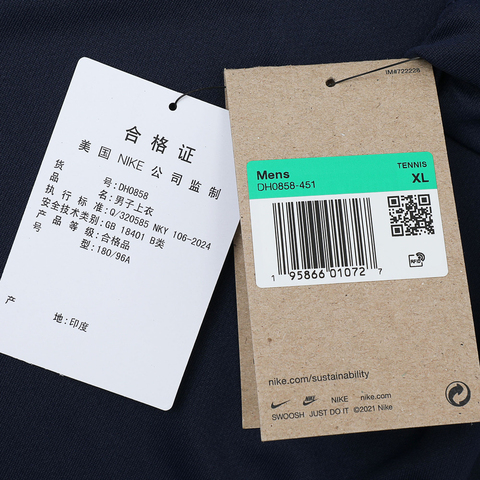 合格证
美国 NIKE 公司监制
货号:DH0858
品名:男子上衣
执行标准:Q/320585 NKY 106-2024
安全技术类别:GB 18401 B类
产品等级:合格品
号型:180/96A
产地:印度
IM#722226
TENNIS
Mens
XL
DH0858-451
RFID
1 95866 01072 7
nike.com/sustainability
NIKE nike.com
SWOOSH JUST DO IT ©2021 Nike